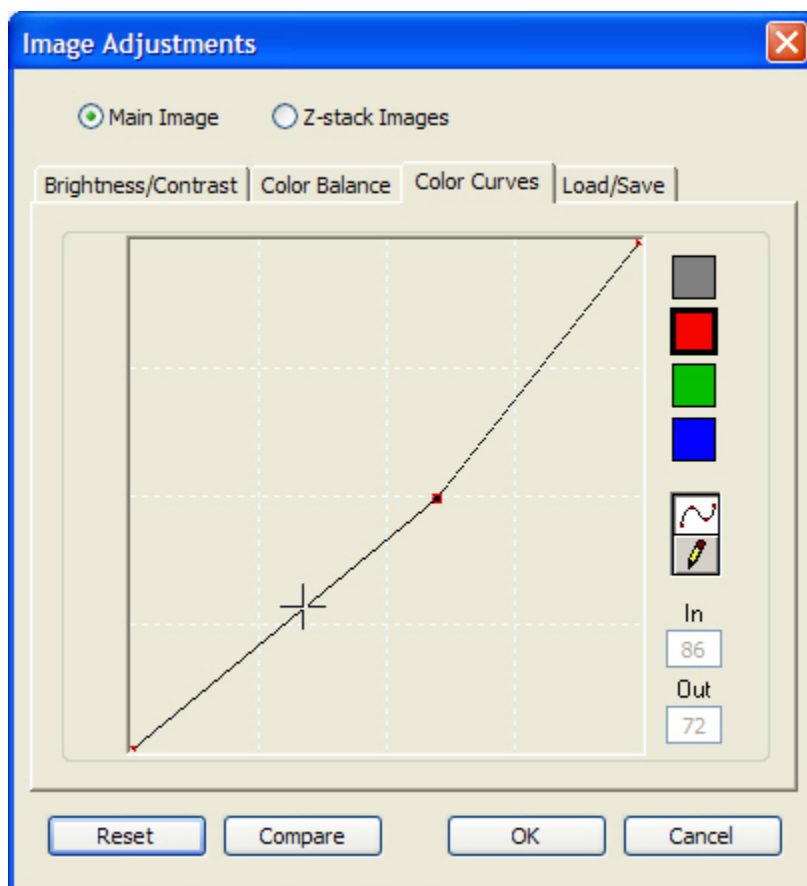 Image Adjustments
Main Image Z-stack Images
Brightness/Contrast Color Balance Color Curves Load/Save
In
86
Out
72
Reset Compare OK Cancel